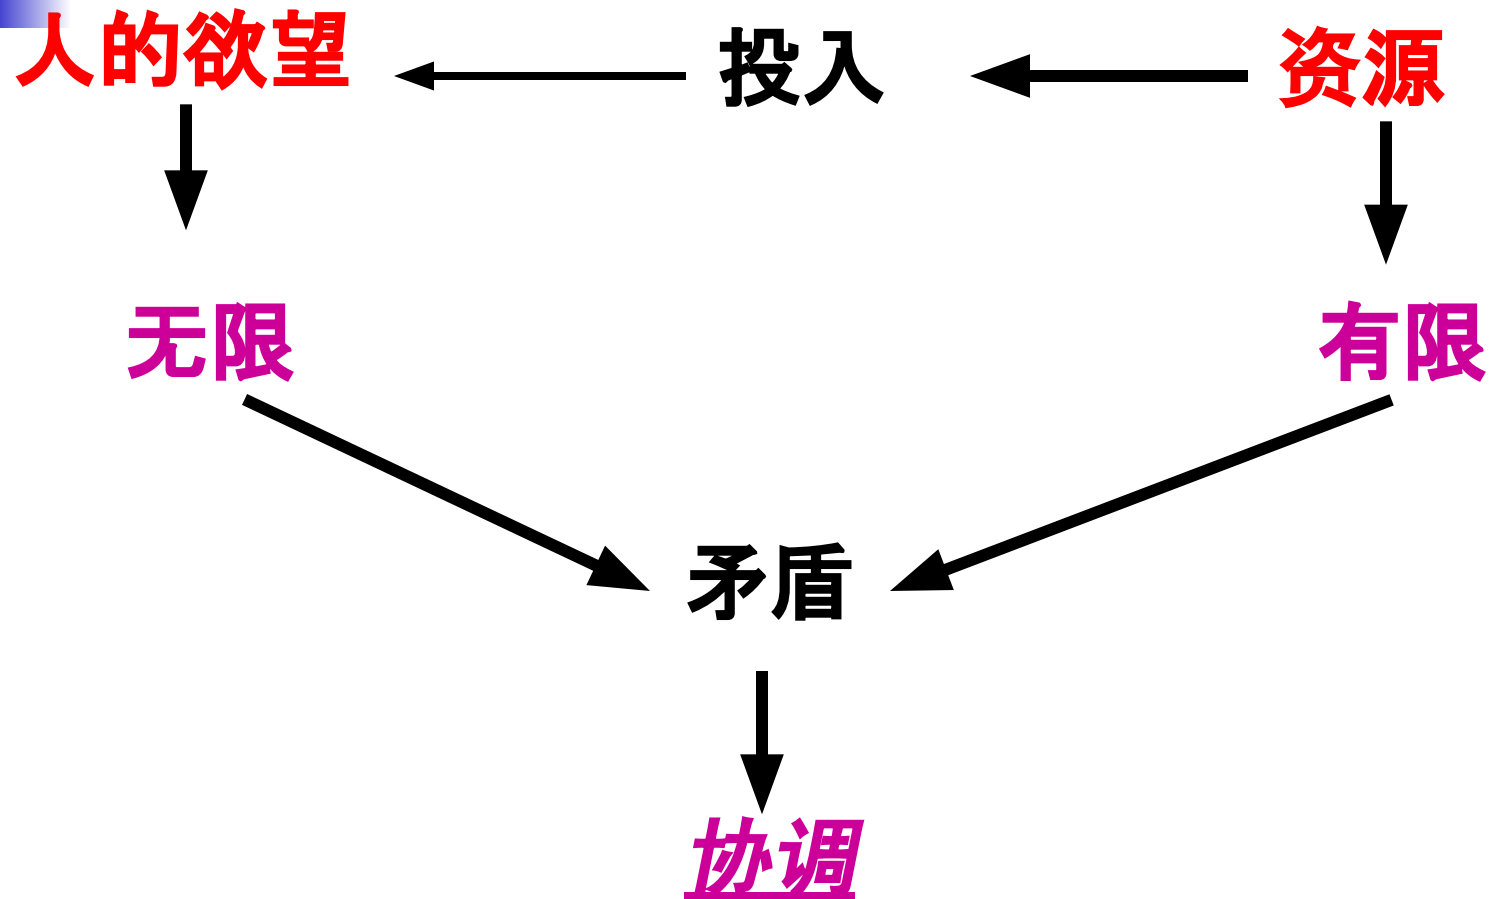 人的欲望 投入 资源
无限 有限
矛盾
协调